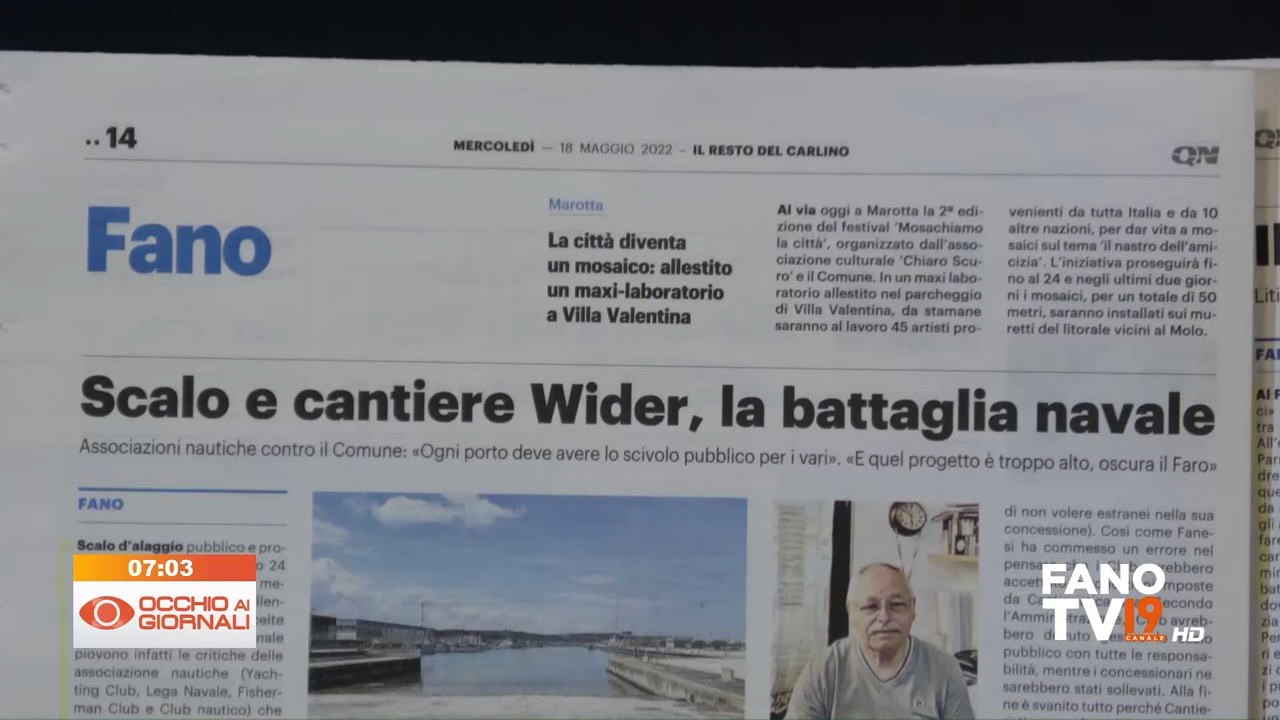 .. 14
MERCOLEDÌ — 18 MAGGIO 2022 – IL RESTO DEL CARLINO
QN
Fano
Marotta
La città diventa
un mosaico: allestito
un maxi-laboratorio
a Villa Valentina
Al via oggi a Marotta la 2ª edi-
zione del festival 'Mosachiamo
la città', organizzato dall'asso-
ciazione culturale 'Chiaro Scu-
ro' e il Comune. In un maxi labo-
ratorio allestito nel parcheggio
di Villa Valentina, da stamane
saranno al lavoro 45 artisti pro-
venienti da tutta Italia e da 10
altre nazioni, per dar vita a mo-
saici sul tema 'il nastro dell'ami-
cizia'. L'iniziativa proseguirà fi-
no al 24 e negli ultimi due gior-
ni i mosaici, per un totale di 50
metri, saranno installati sui mu-
retti del litorale vicini al Molo.
Scalo e cantiere Wider, la battaglia navale
Associazioni nautiche contro il Comune: «Ogni porto deve avere lo scivolo pubblico per i vari». «E quel progetto è troppo alto, oscura il Faro»
FANO
Scalo d'alaggio pubblico e pro-
24
me-
piovono infatti le critiche delle
associazione nautiche (Yach-
ting Club, Lega Navale, Fisher-
man Club e Club nautico) che
di non volere estranei nella sua
concessione). Così come Fane-
si ha commesso un errore nel
pubblico con tutte le responsa-
bilità, mentre i concessionari ne
sarebbero stati sollevati. Alla fi-
ne è svanito tutto perché Cantie-
07:03
OCCHIO AI
GIORNALI
FANO
TV19
CANALE
HD